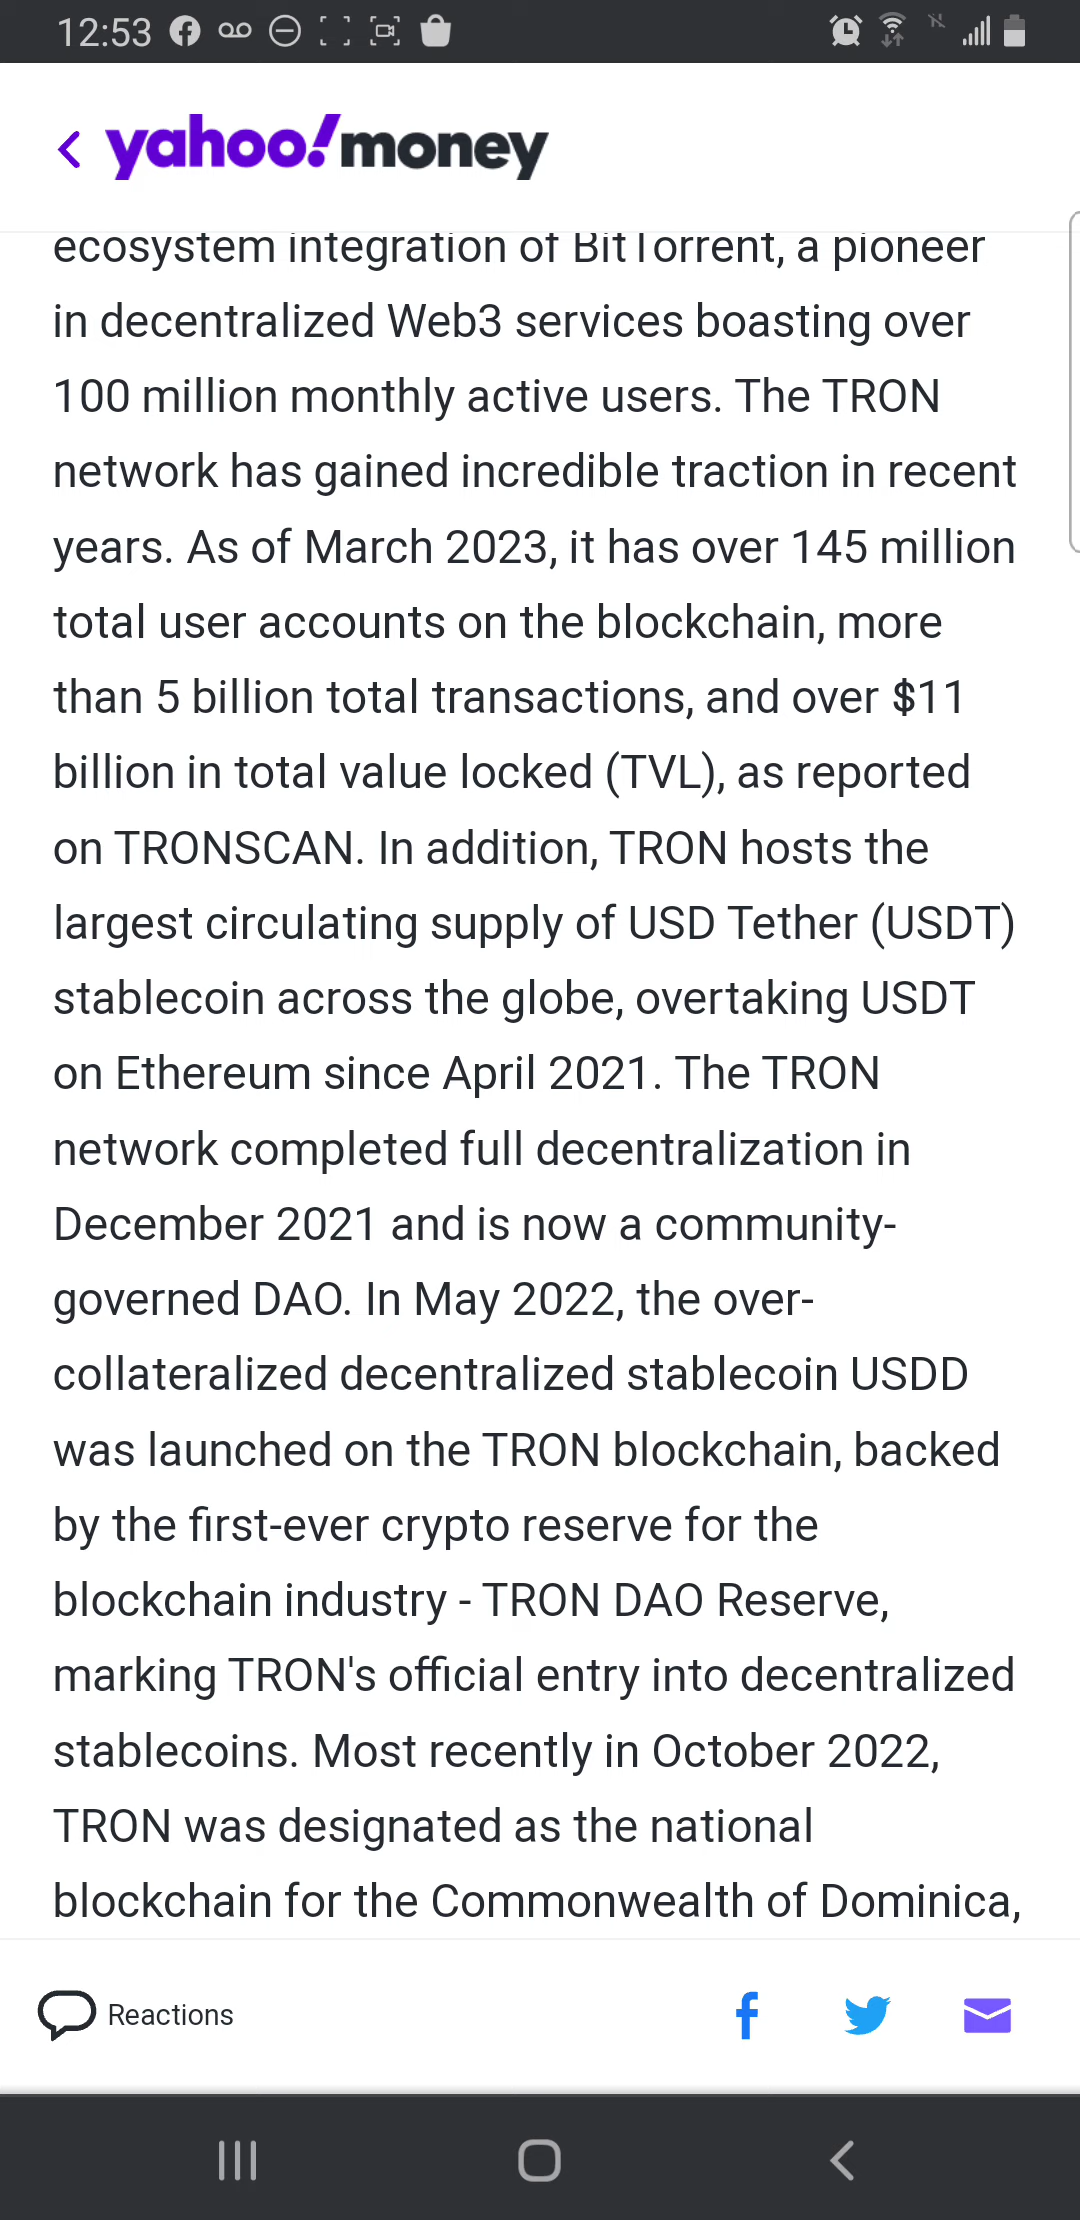 12:53
yahoo!money
ecosystem integration of BitTorrent, a pioneer
in decentralized Web3 services boasting over
100 million monthly active users. The TRON
network has gained incredible traction in recent
years. As of March 2023, it has over 145 million
total user accounts on the blockchain, more
than 5 billion total transactions, and over $11
billion in total value locked (TVL), as reported
on TRONSCAN. In addition, TRON hosts the
largest circulating supply of USD Tether (USDT)
stablecoin across the globe, overtaking USDT
on Ethereum since April 2021. The TRON
network completed full decentralization in
December 2021 and is now a community-
governed DAO. In May 2022, the over-
collateralized decentralized stablecoin USDD
was launched on the TRON blockchain, backed
by the first-ever crypto reserve for the
blockchain industry - TRON DAO Reserve,
marking TRON's official entry into decentralized
stablecoins. Most recently in October 2022,
TRON was designated as the national
blockchain for the Commonwealth of Dominica,
Reactions